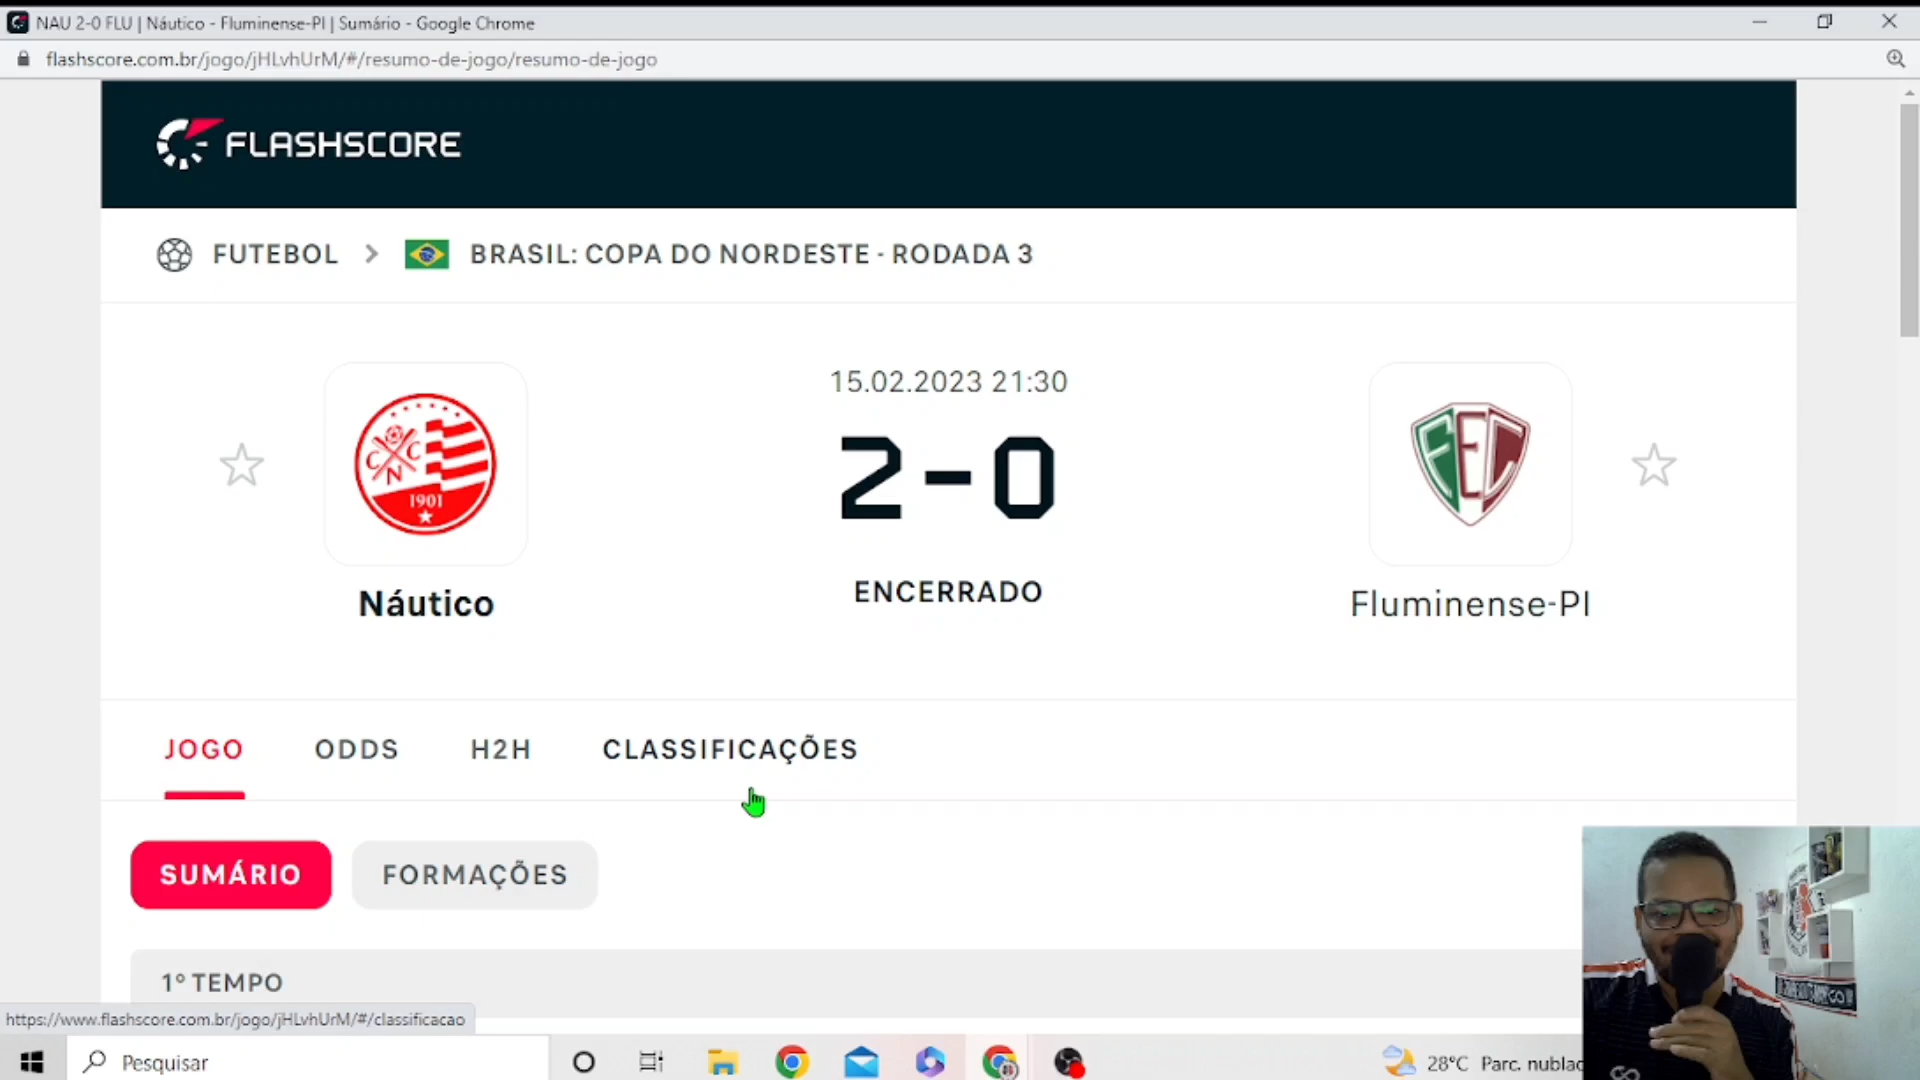 NAU 2-0 FLU | Náutico - Fluminense-PI | Sumário - Google Chrome
flashscore.com.br/jogo/jHLvhUrM/#/resumo-de-jogo/resumo-de-jogo
FLASHSCORE
FUTEBOL > BRASIL: COPA DO NORDESTE - RODADA 3
15.02.2023 21:30
2-0
C N C
1901
FEC
ENCERRADO
Náutico
Fluminense-PI
JOGO ODDS H2H CLASSIFICAÇÕES
SUMÁRIO FORMAÇÕES
1º TEMPO
https://www.flashscore.com.br/jogo/jHLvhUrM/#/classificacao
Pesquisar
28°C Parc. nublad